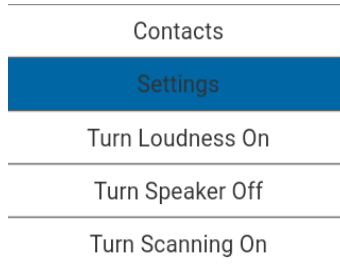 Contacts
Settings
Turn Loudness On
Turn Speaker Off
Turn Scanning On